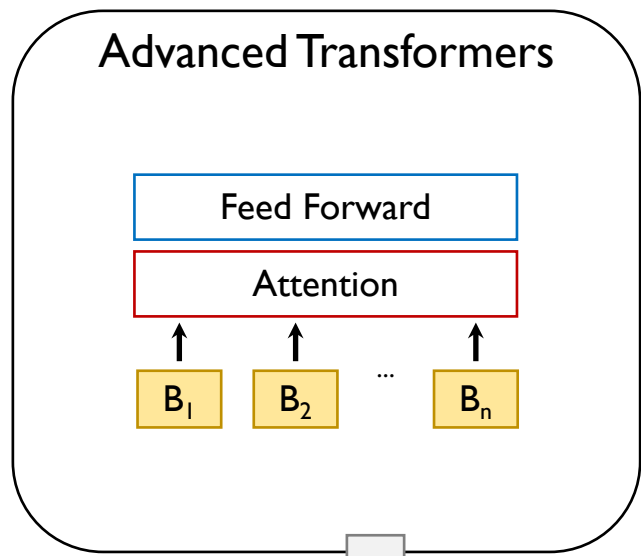 Advanced Transformers
Feed Forward
Attention
...
B₁ B₂ Bₙ